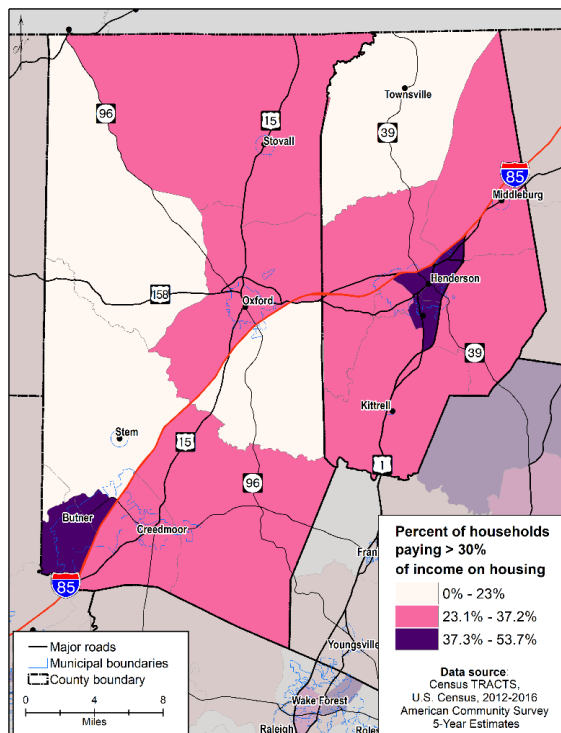 96
15
Stovall
Townsville
39
85
Middleburg
158
Oxford
Henderson
39
Kittrell
1
Stem
15
96
Butner
Creedmoor
85
Fran
Youngsville
Wake Forest
Raleigh
Roles
Percent of households
paying > 30%
of income on housing
0% - 23%
23.1% - 37.2%
37.3% - 53.7%
Data source:
Census TRACTS,
U.S. Census, 2012-2016
American Community Survey
5-Year Estimates
Major roads
Municipal boundaries
County boundary
0 4 8
Miles